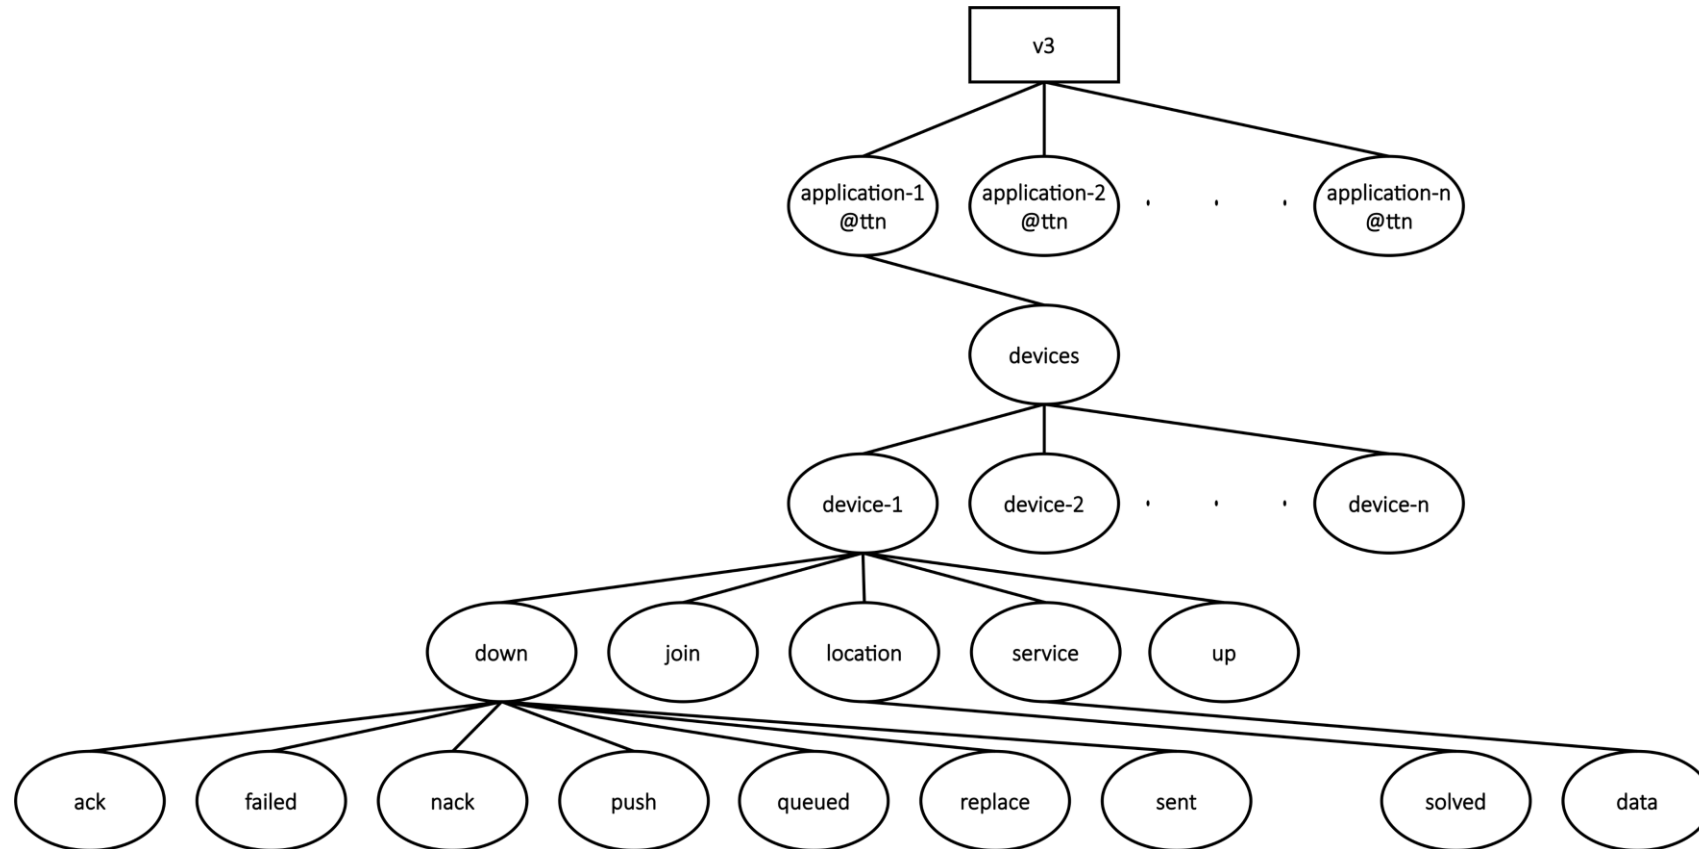 v3
application-1
@ttn
application-2
@ttn
application-n
@ttn
devices
device-1
device-2
device-n
down
join
location
service
up
ack
failed
nack
push
queued
replace
sent
solved
data